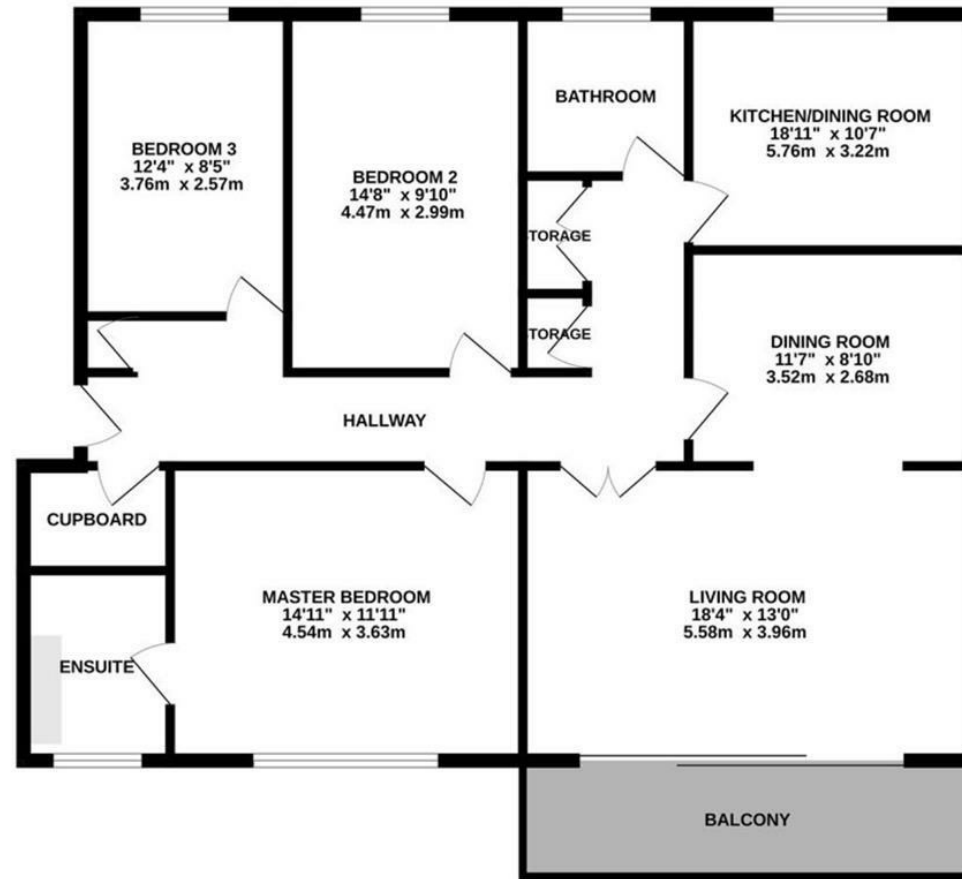 BATHROOM
KITCHEN/DINING ROOM
18'11" x 10'7"
5.76m x 3.22m
BEDROOM 3
12'4" x 8'5"
3.76m x 2.57m
BEDROOM 2
14'8" x 9'10"
4.47m x 2.99m
STORAGE
STORAGE
DINING ROOM
11'7" x 8'10"
3.52m x 2.68m
HALLWAY
CUPBOARD
MASTER BEDROOM
14'11" x 11'11"
4.54m x 3.63m
LIVING ROOM
18'4" x 13'0"
5.58m x 3.96m
ENSUITE
BALCONY